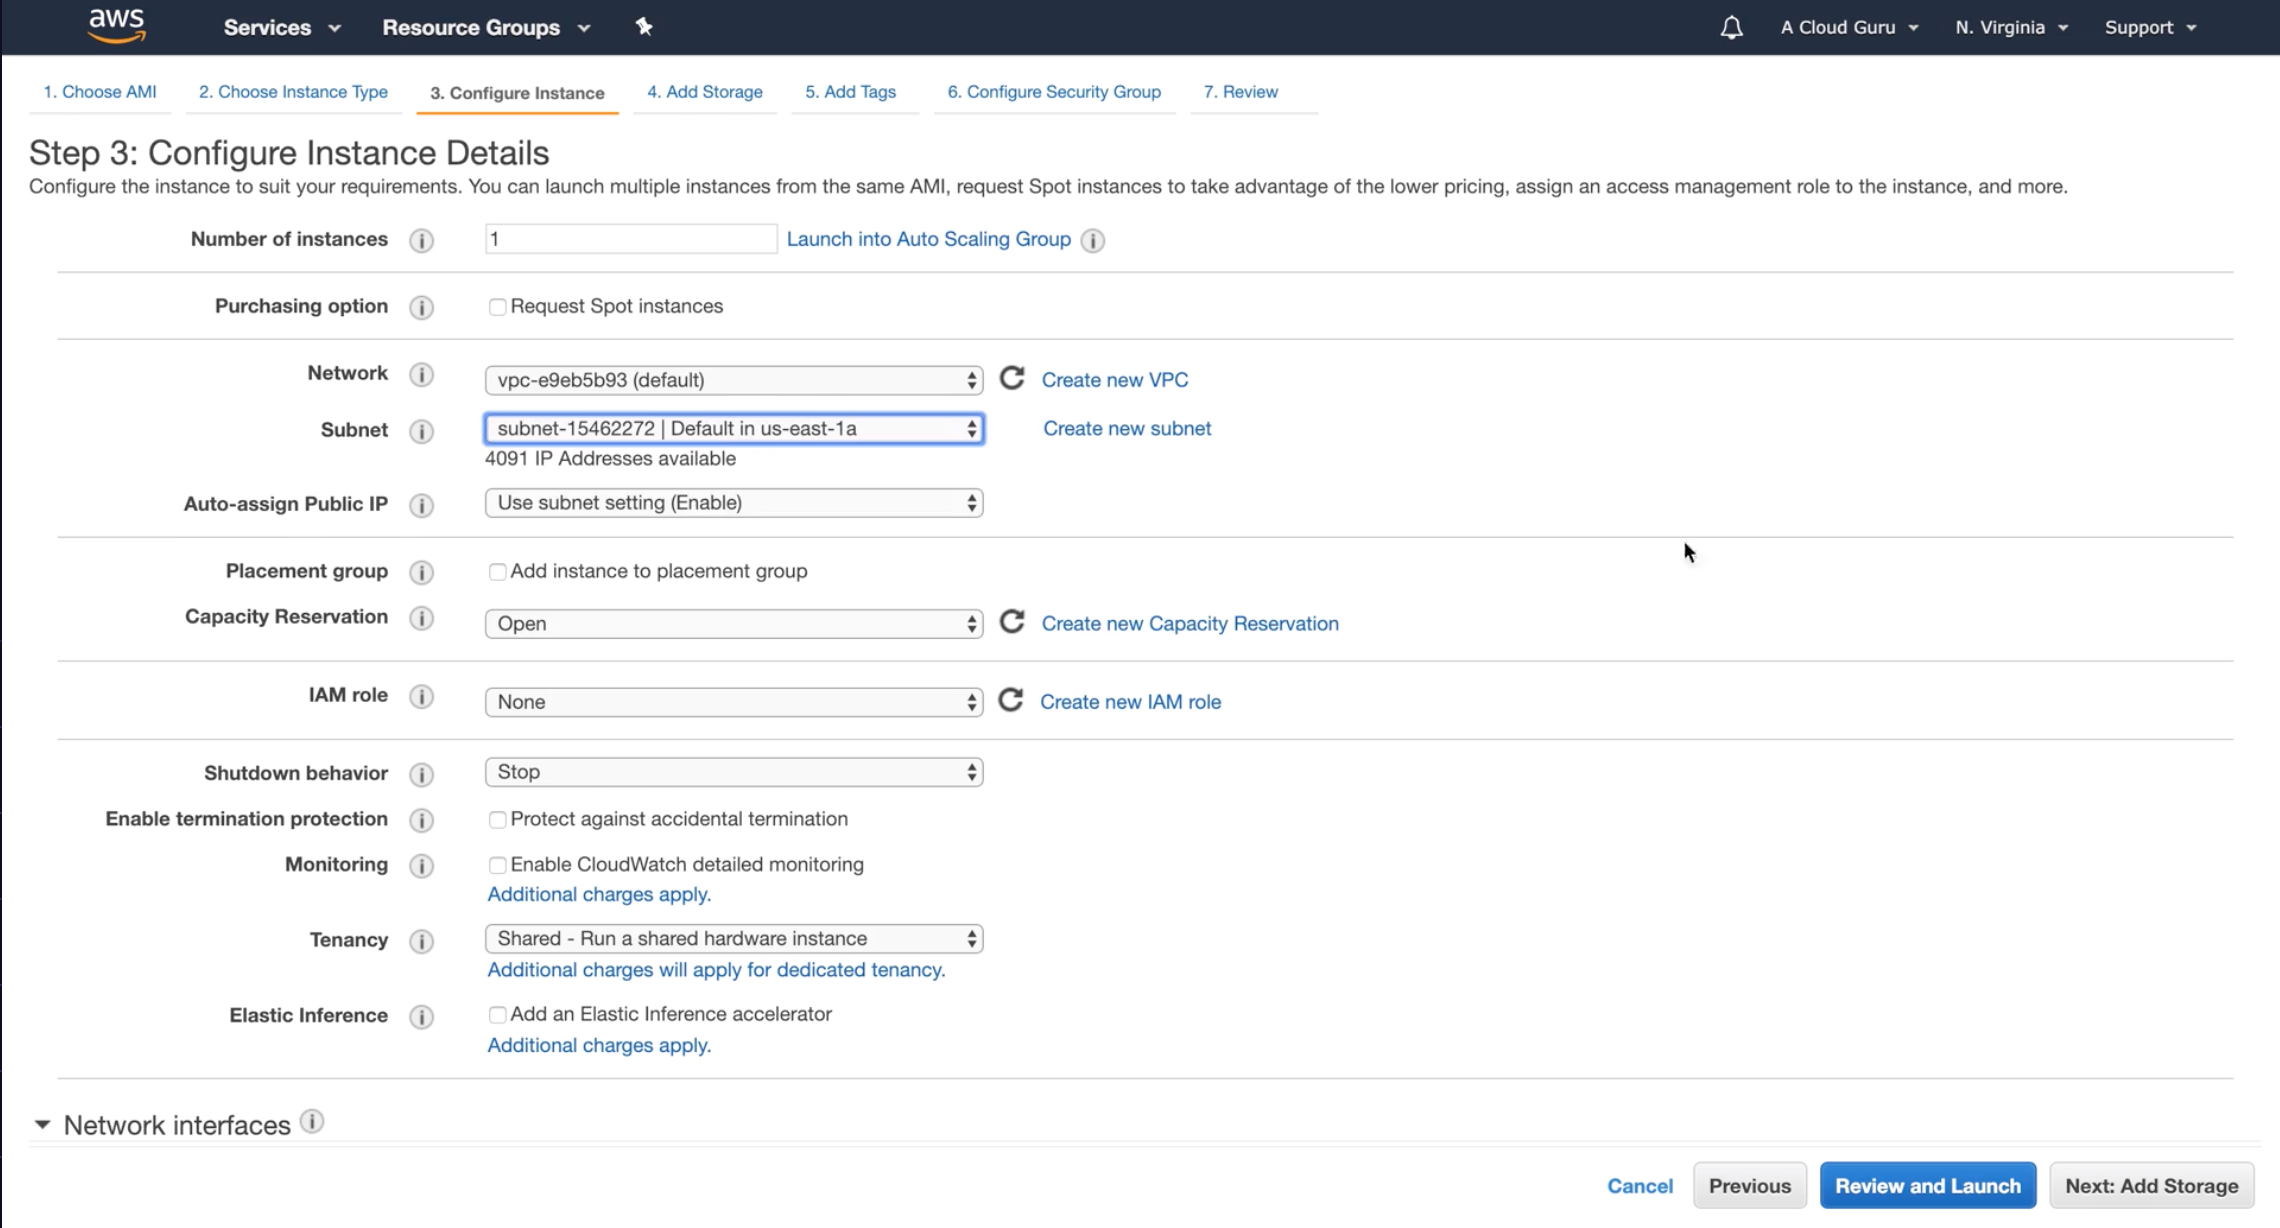 aws Services Resource Groups A Cloud Guru N. Virginia Support
1. Choose AMI 2. Choose Instance Type 3. Configure Instance 4. Add Storage 5. Add Tags 6. Configure Security Group 7. Review
Step 3: Configure Instance Details
Configure the instance to suit your requirements. You can launch multiple instances from the same AMI, request Spot instances to take advantage of the lower pricing, assign an access management role to the instance, and more.
Number of instances i 1 Launch into Auto Scaling Group i
Purchasing option i Request Spot instances
Network i vpc-e9eb5b93 (default) Create new VPC
Subnet i subnet-15462272 | Default in us-east-1a Create new subnet
4091 IP Addresses available
Auto-assign Public IP i Use subnet setting (Enable)
Placement group i Add instance to placement group
Capacity Reservation i Open Create new Capacity Reservation
IAM role i None Create new IAM role
Shutdown behavior i Stop
Enable termination protection i Protect against accidental termination
Monitoring i Enable CloudWatch detailed monitoring
Additional charges apply.
Tenancy i Shared - Run a shared hardware instance
Additional charges will apply for dedicated tenancy.
Elastic Inference i Add an Elastic Inference accelerator
Additional charges apply.
Network interfaces i
Cancel Previous Review and Launch Next: Add Storage